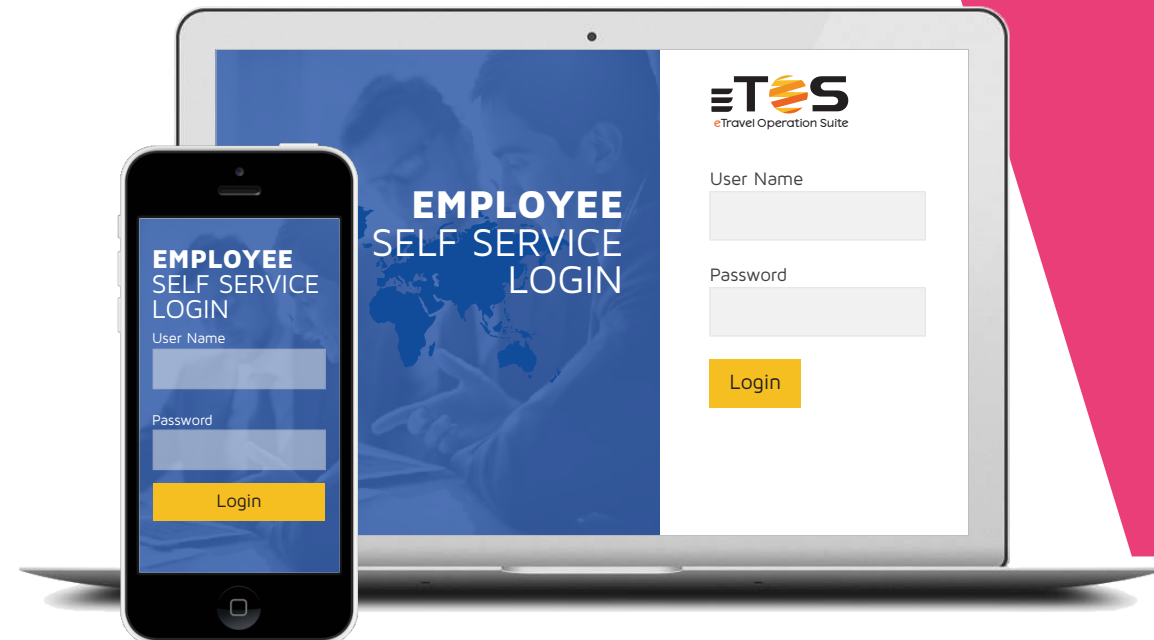 eTOS
eTravel Operation Suite
EMPLOYEE
SELF SERVICE
LOGIN
User Name
Password
Login
EMPLOYEE
SELF SERVICE
LOGIN
User Name
Password
Login